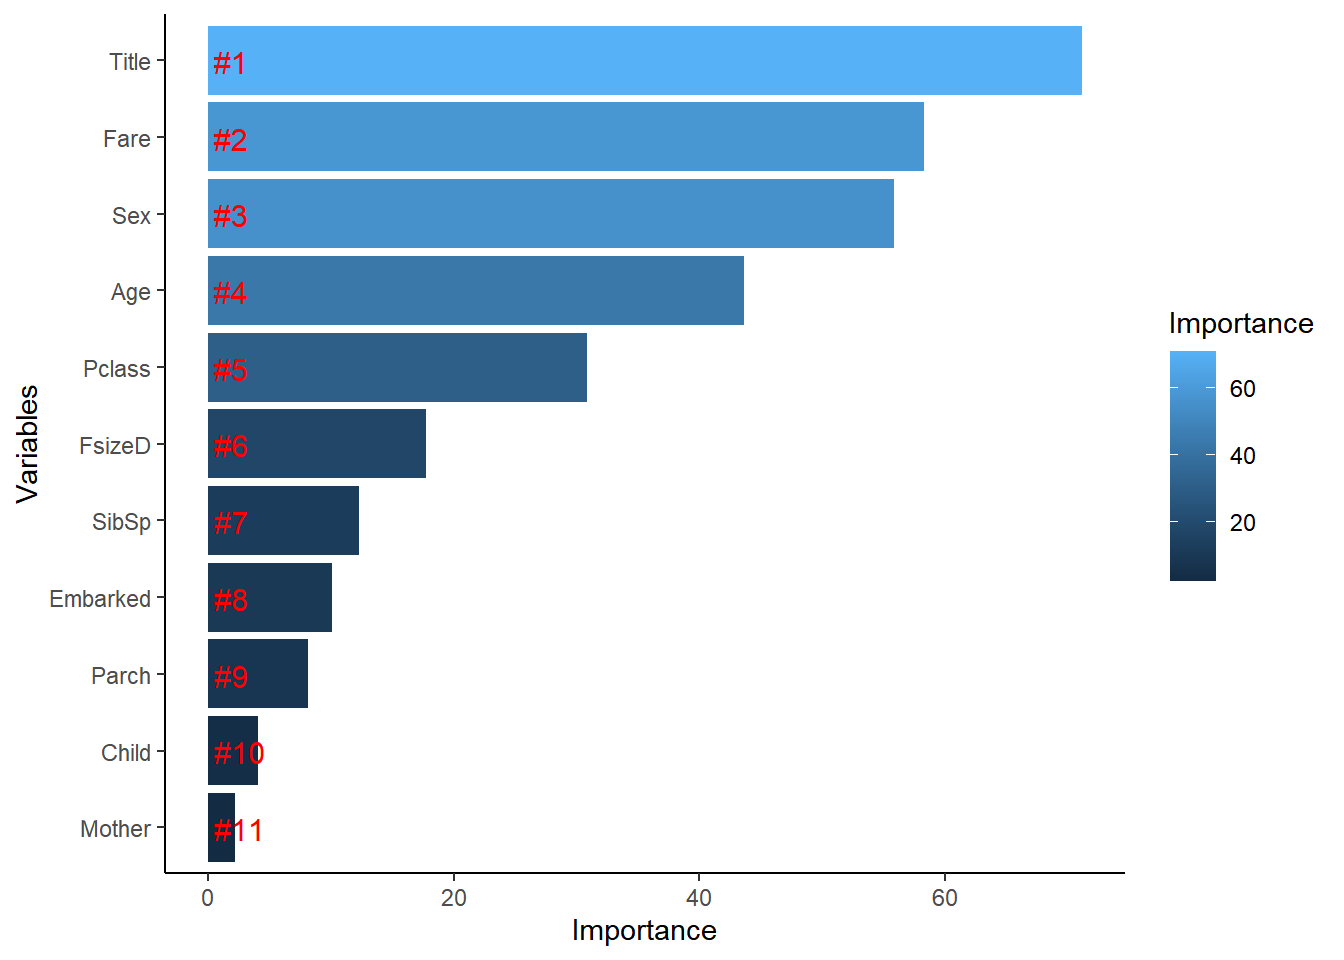 Variables
Title
#1
Fare
#2
Sex
#3
Age
#4
Pclass
#5
FsizeD
#6
SibSp
#7
Embarked
#8
Parch
#9
Child
#10
Mother
#11
0 20 40 60
Importance
Importance
60
40
20